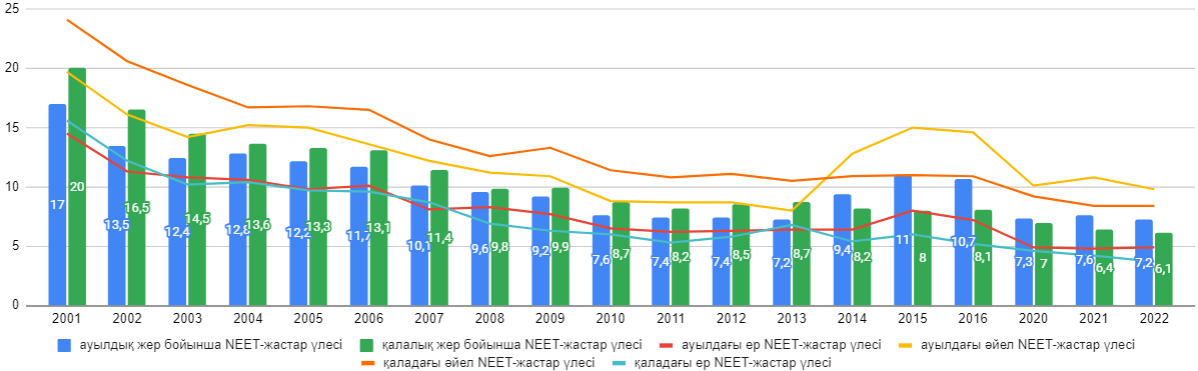 25
20
15
10
5
0
17 20 13,5 16,5 12,4 14,5 12,8 13,6 12,2 13,3 11,7 13,1 10,1 11,4 9,6 9,8 9,2 9,9 7,6 8,7 7,4 8,2 7,4 8,5 7,2 8,7 9,4 8,2 11 8 10,7 8,1 7,3 7 7,6 6,4 7,2 6,1
2001 2002 2003 2004 2005 2006 2007 2008 2009 2010 2011 2012 2013 2014 2015 2016 2020 2021 2022
ауылдық жер бойынша NEET-жастар үлесі қалалық жер бойынша NEET-жастар үлесі ауылдағы ер NEET-жастар үлесі ауылдағы әйел NEET-жастар үлесі
қаладағы әйел NEET-жастар үлесі қаладағы ер NEET-жастар үлесі